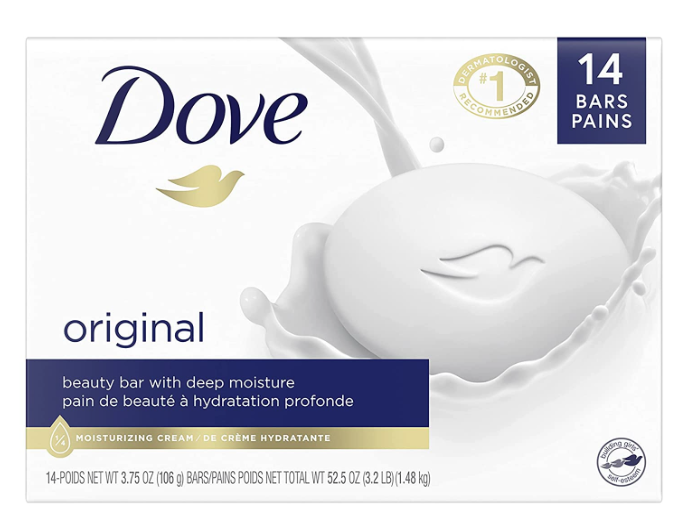 Dove
DERMATOLOGIST
#1
RECOMMENDED
14
BARS
PAINS
original
beauty bar with deep moisture
pain de beauté à hydratation profonde
1/4 MOISTURIZING CREAM/DE CRÈME HYDRATANTE
14-POIDS NET WT 3.75 OZ (106 g) BARS/PAINS POIDS NET TOTAL WT 52.5 OZ (3.2 LB)(1.48 kg)
building girls'
self-esteem